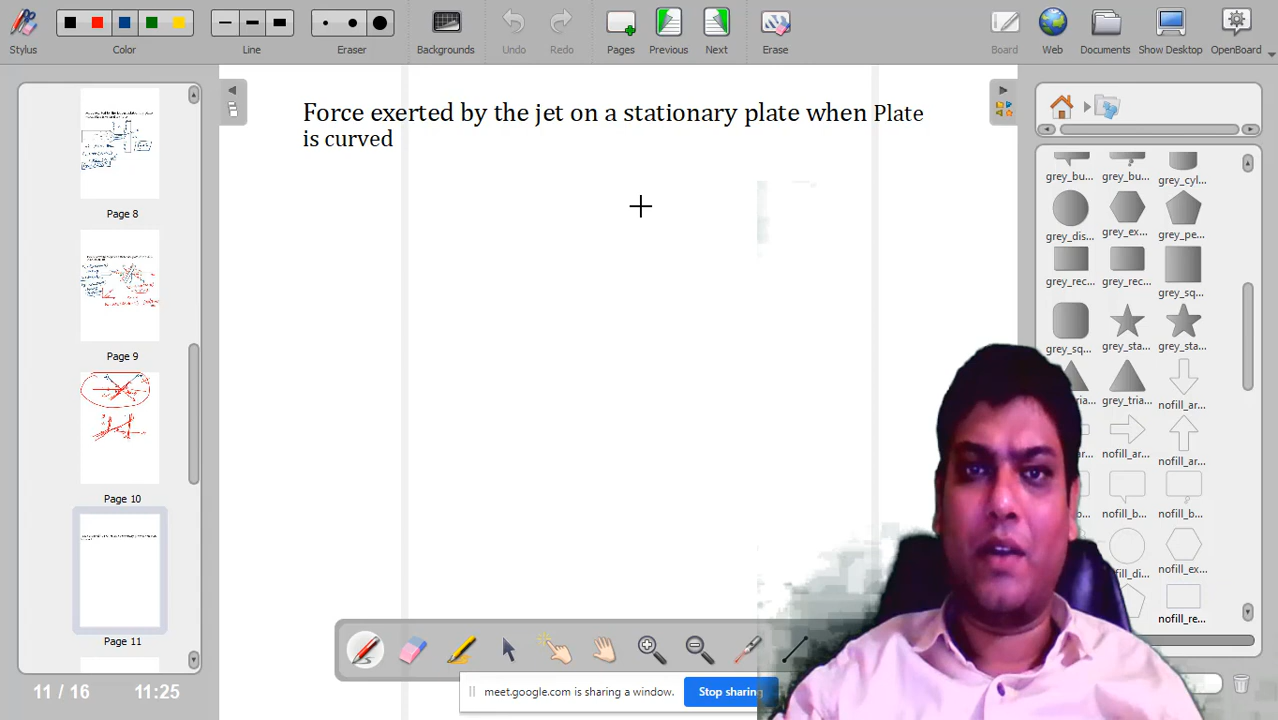 Stylus
Color
Line
Eraser
Backgrounds
Undo
Redo
Pages
Previous
Next
Erase
Board
Web
Documents
Show Desktop
OpenBoard
Force exerted by the jet on a stationary plate when Plate
is curved
Page 8
Page 9
Page 10
Page 11
11 / 16
11:25
grey_bu...
grey_bu...
grey_cyl...
grey_dis...
grey_ex...
grey_pe...
grey_rec...
grey_rec...
grey_sq...
grey_sq...
grey_sta...
grey_sta...
grey_tria...
nofill_ar...
nofill_ar...
nofill_ar...
nofill_b...
nofill_b...
nofill_ex...
nofill_re...
meet.google.com is sharing a window.
Stop sharing